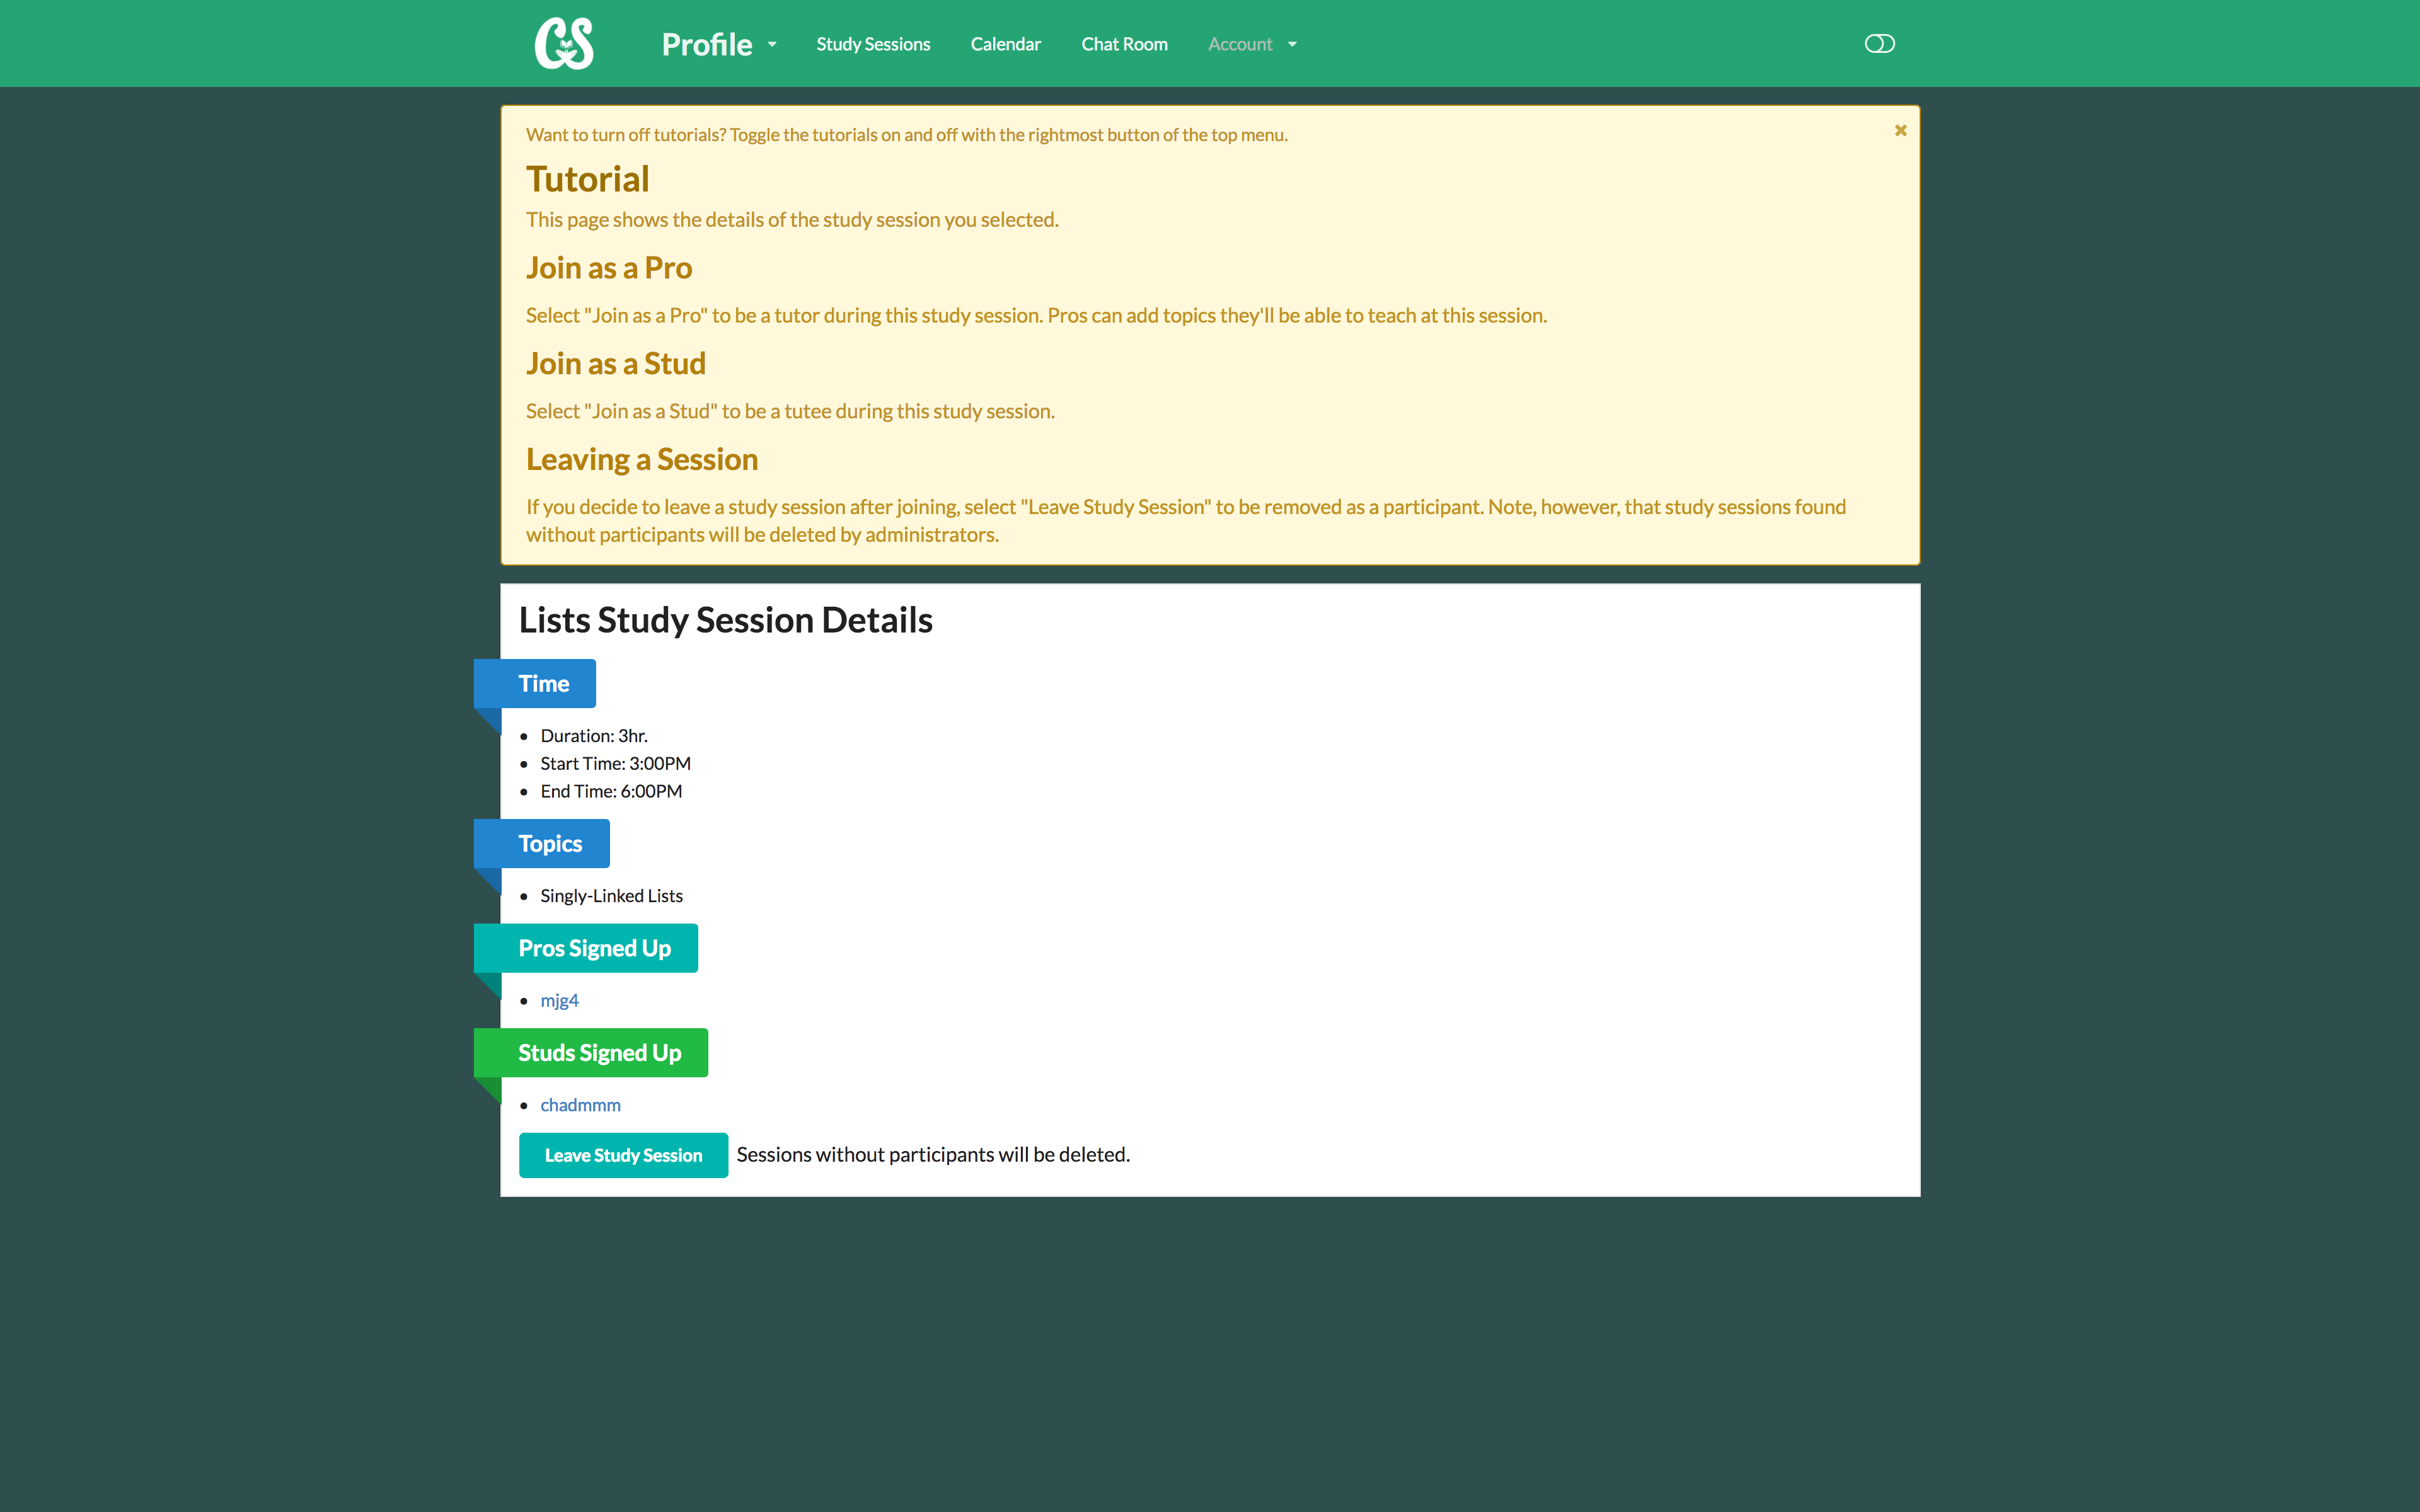 CS
Profile
Study Sessions
Calendar
Chat Room
Account
Want to turn off tutorials? Toggle the tutorials on and off with the rightmost button of the top menu.
Tutorial
This page shows the details of the study session you selected.
Join as a Pro
Select "Join as a Pro" to be a tutor during this study session. Pros can add topics they'll be able to teach at this session.
Join as a Stud
Select "Join as a Stud" to be a tutee during this study session.
Leaving a Session
If you decide to leave a study session after joining, select "Leave Study Session" to be removed as a participant. Note, however, that study sessions found
without participants will be deleted by administrators.
Lists Study Session Details
Time
Duration: 3hr.
Start Time: 3:00PM
End Time: 6:00PM
Topics
Singly-Linked Lists
Pros Signed Up
mjg4
Studs Signed Up
chadmmm
Leave Study Session Sessions without participants will be deleted.